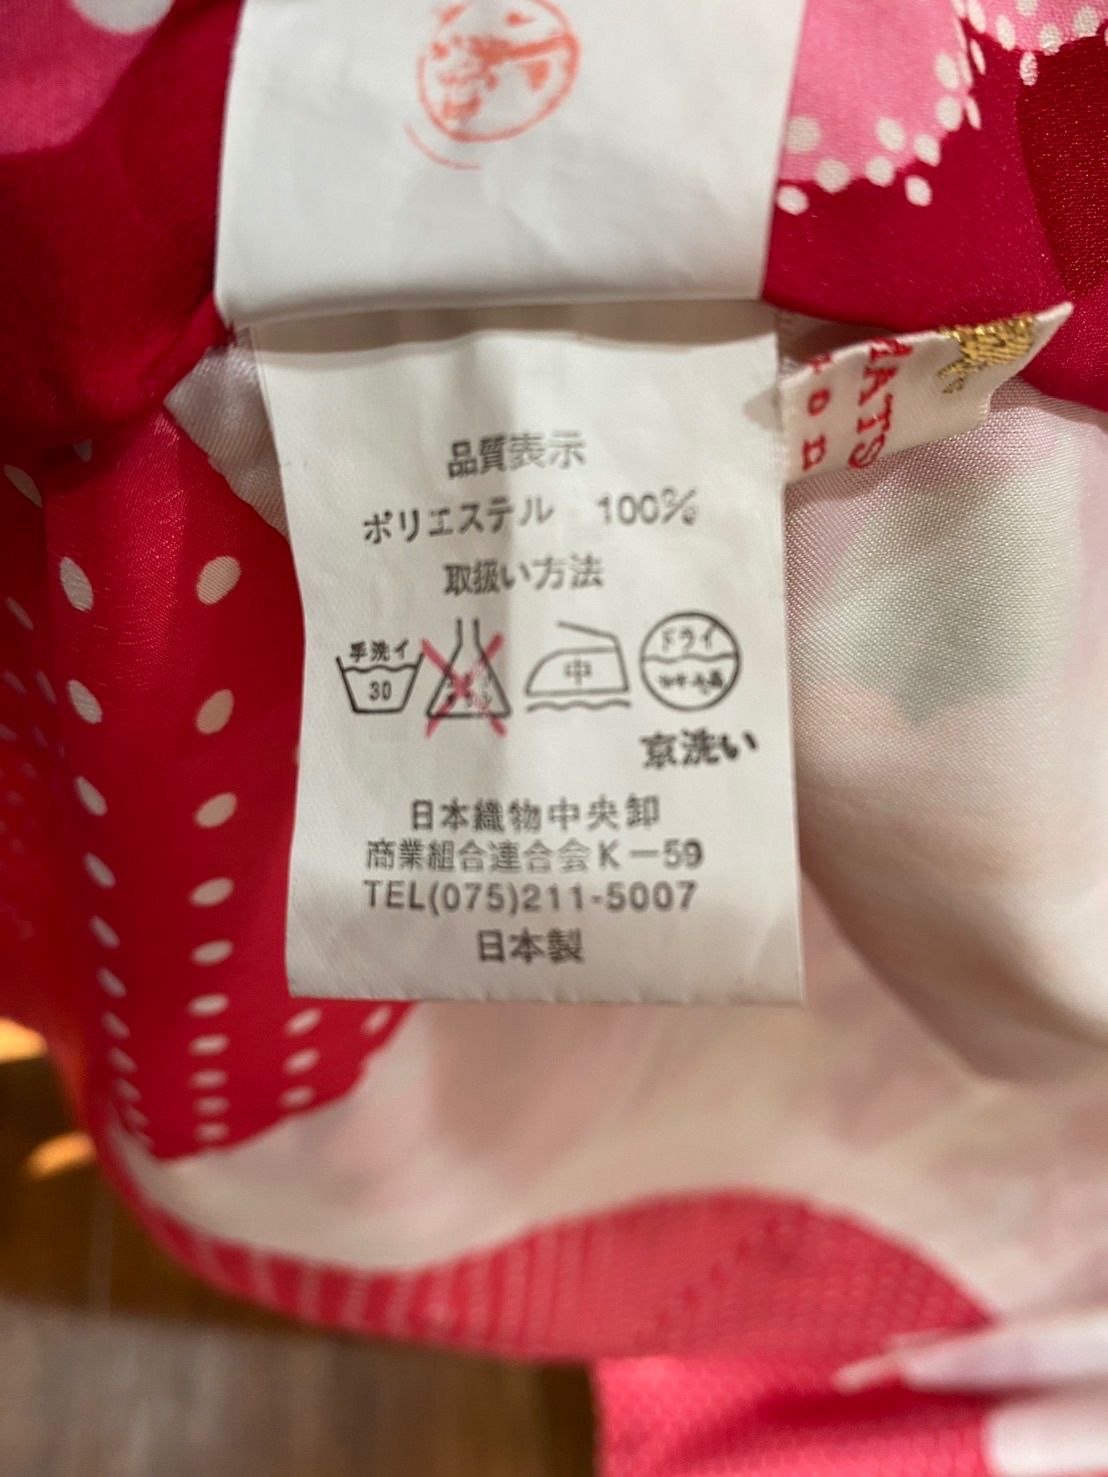 品質表示
ポリエステル 100%
取扱い方法
手洗イ
30
中
ドライ
京洗い
日本織物中央卸
商業組合連合会K-59
TEL(075)211-5007
日本製